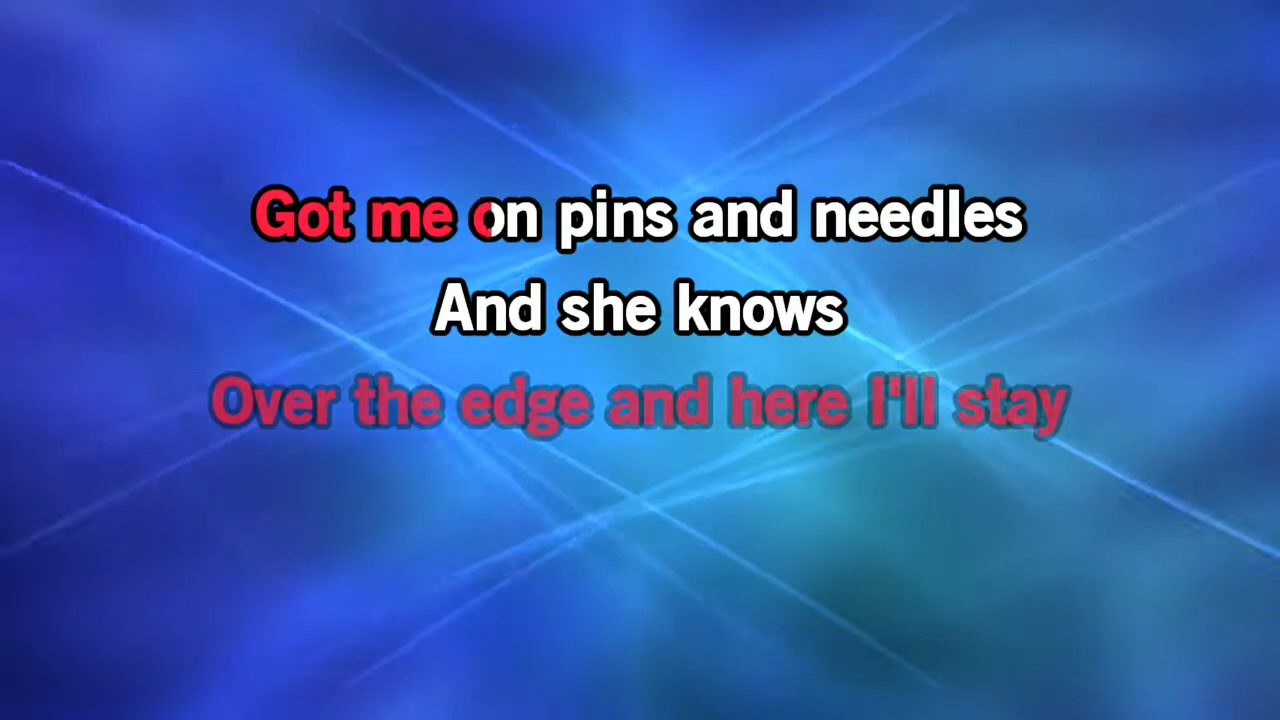 Got me on pins and needles
And she knows
Over the edge and here I'll stay